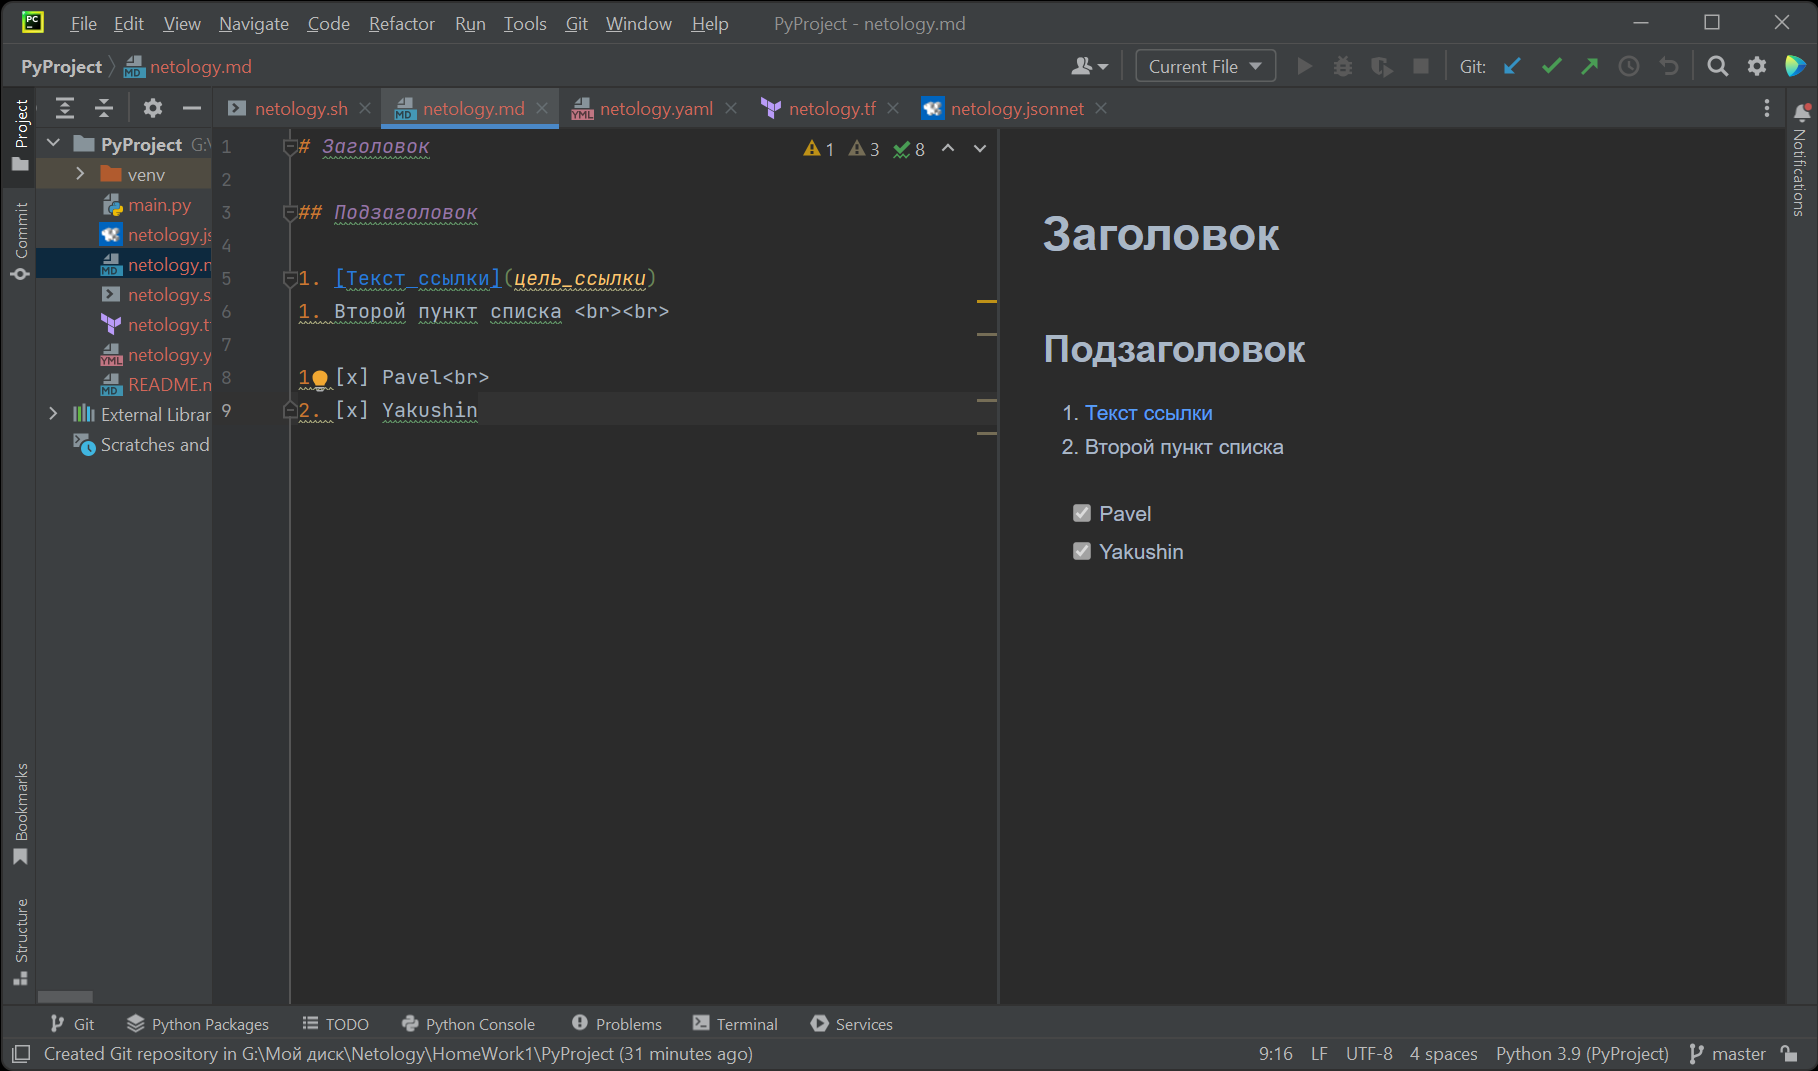 PC
File Edit View Navigate Code Refactor Run Tools Git Window Help PyProject - netology.md
PyProject netology.md Current File Git:
Project
Commit
Bookmarks
Structure
Notifications
netology.sh netology.md netology.yaml netology.tf netology.jsonnet
PyProject G:\
venv
main.py
netology.js
netology.m
netology.s
netology.t
netology.y
README.m
External Librar
Scratches and
1 # Заголовок
2
3 ## Подзаголовок
4
5 1. [Текст ссылки](цель_ссылки)
6 1. Второй пункт списка <br><br>
7
8 1 [x] Pavel<br>
9 2. [x] Yakushin
1 3 8
Заголовок
Подзаголовок
1. Текст ссылки
2. Второй пункт списка
Pavel
Yakushin
Git Python Packages TODO Python Console Problems Terminal Services
Created Git repository in G:\Мой диск\Netology\HomeWork1\PyProject (31 minutes ago) 9:16 LF UTF-8 4 spaces Python 3.9 (PyProject) master